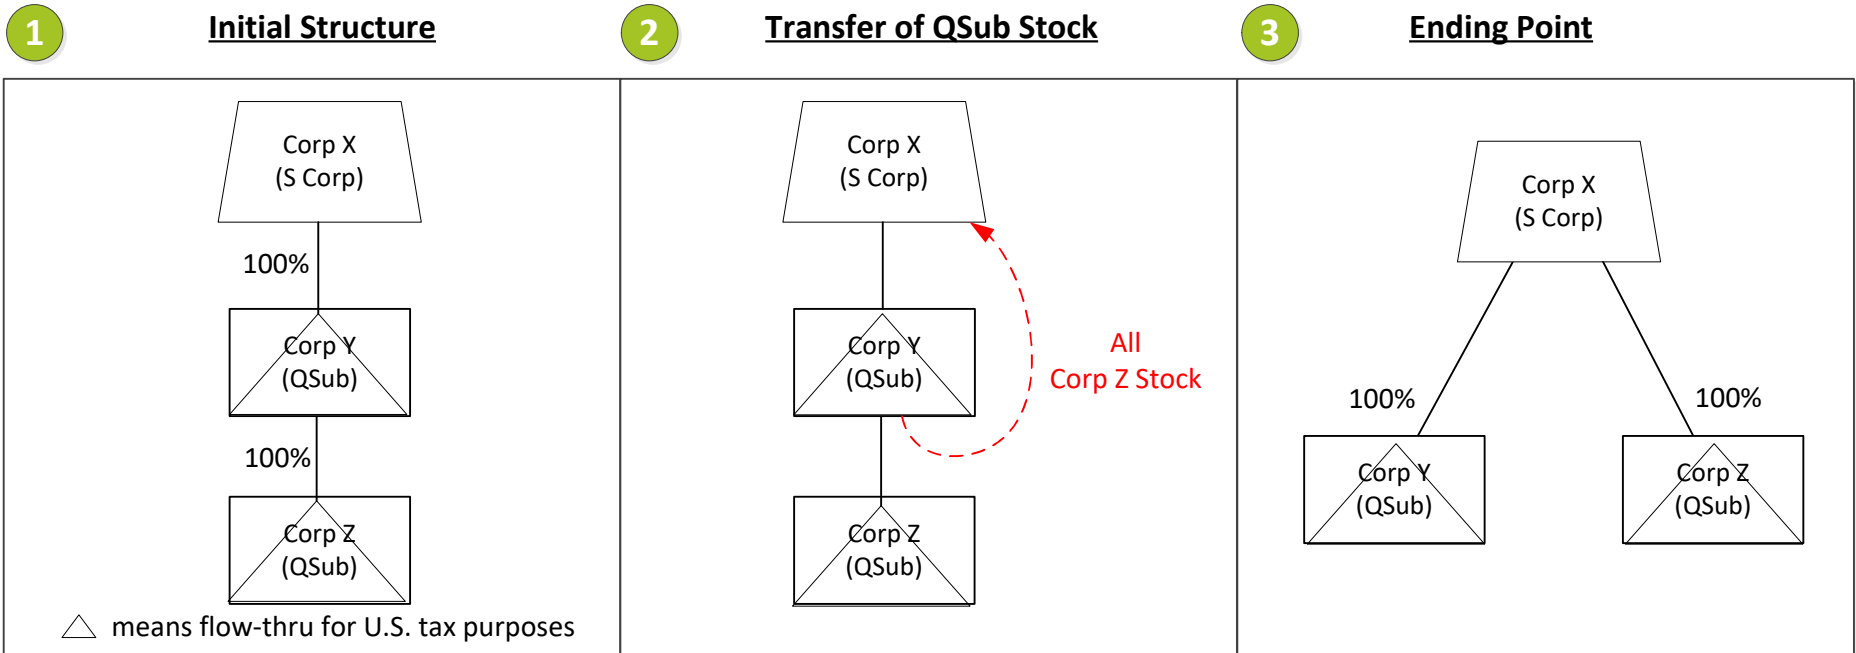 1
Initial Structure
Corp X
(S Corp)
100%
Corp Y
(QSub)
100%
Corp Z
(QSub)
means flow-thru for U.S. tax purposes
2
Transfer of QSub Stock
Corp X
(S Corp)
Corp Y
(QSub)
All
Corp Z Stock
Corp Z
(QSub)
3
Ending Point
Corp X
(S Corp)
100%
100%
Corp Y
(QSub)
Corp Z
(QSub)